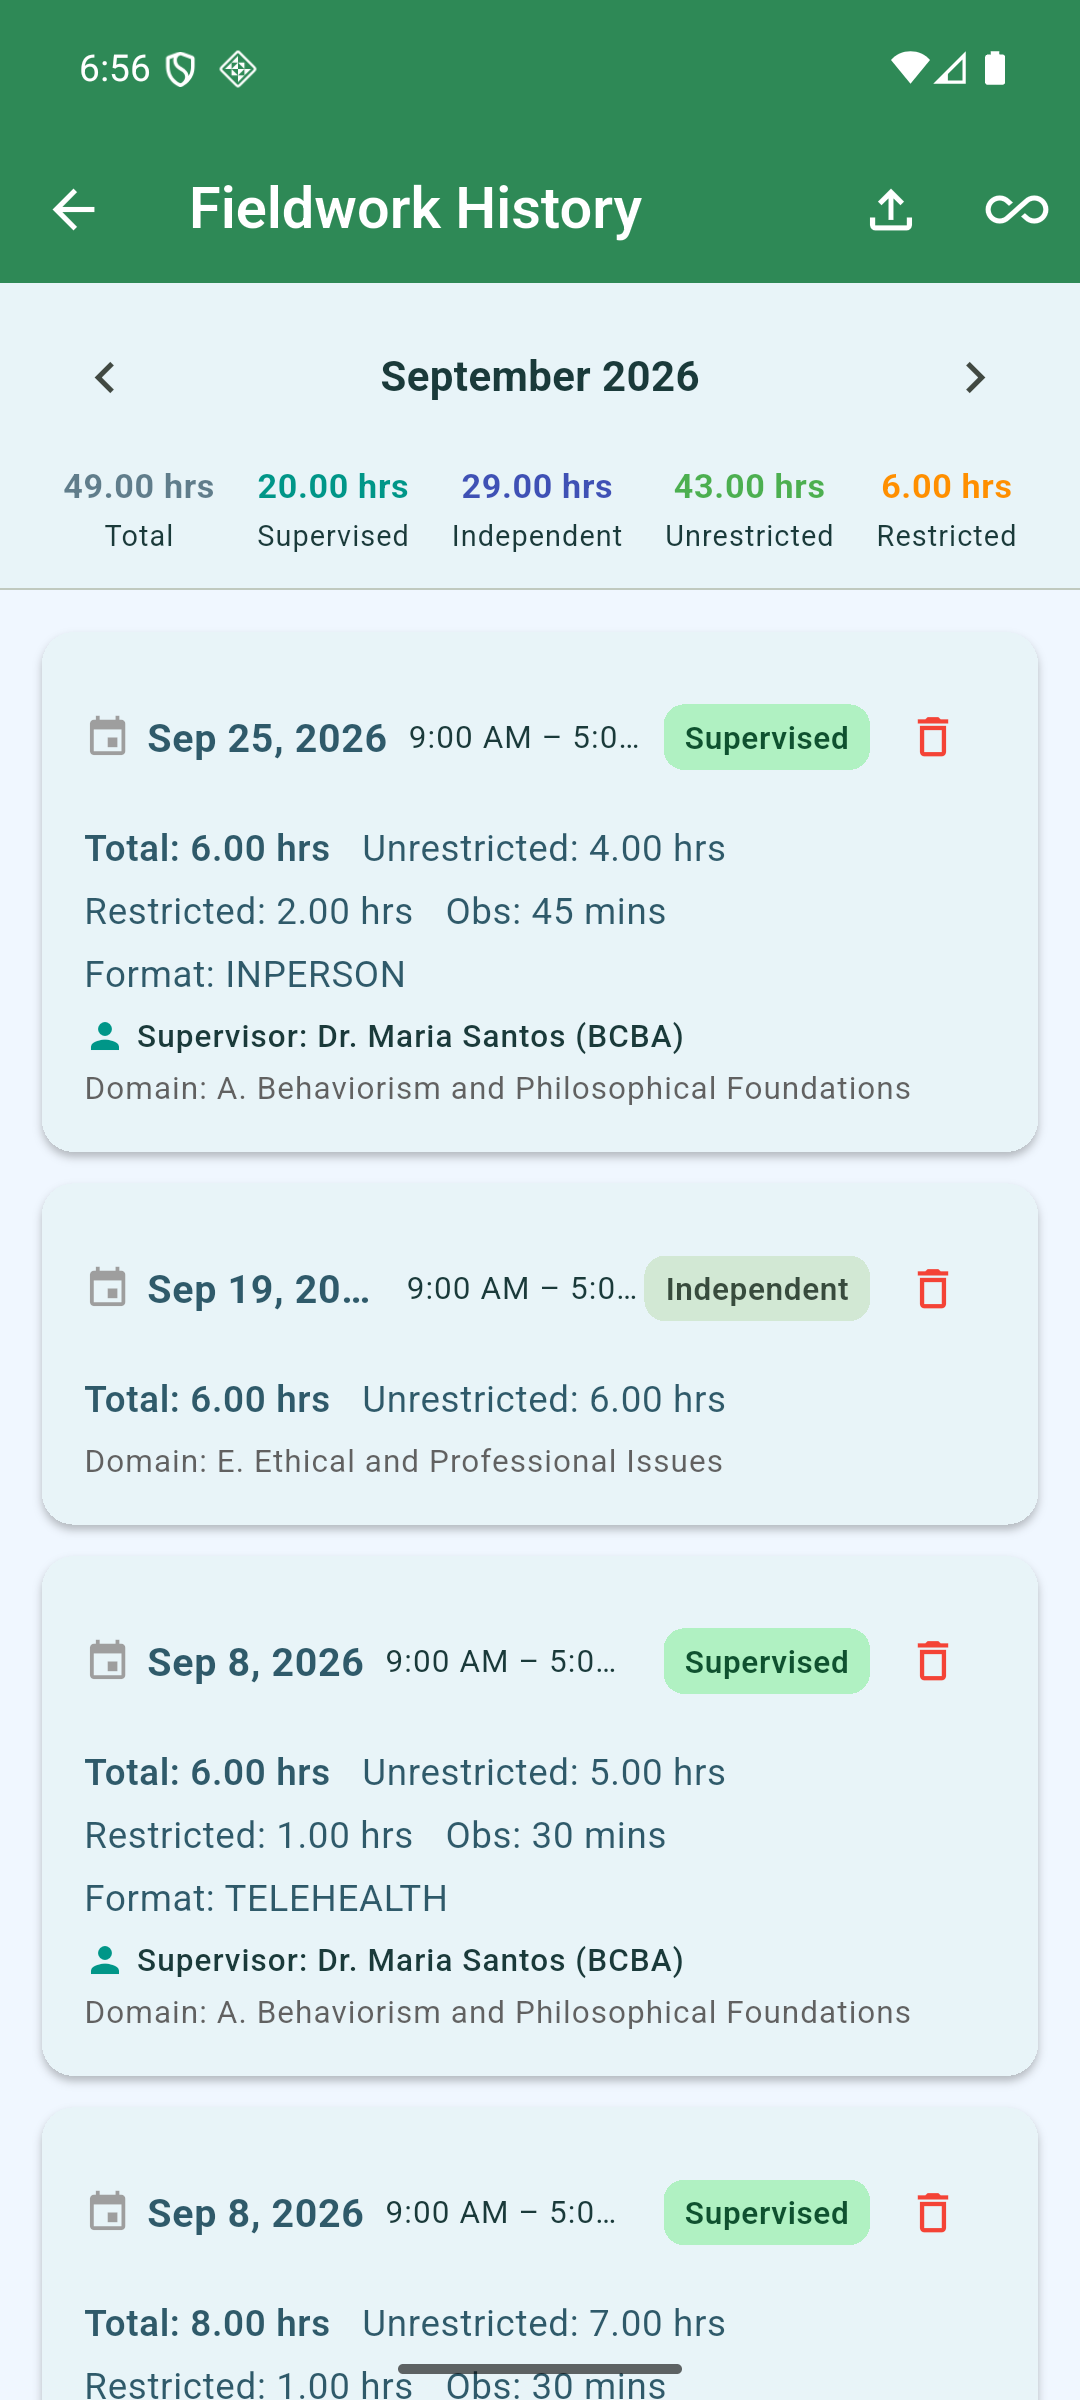 6:56
Fieldwork History
September 2026
49.00 hrs 20.00 hrs 29.00 hrs 43.00 hrs 6.00 hrs
Total Supervised Independent Unrestricted Restricted
Sep 25, 2026 9:00 AM – 5:0... Supervised
Total: 6.00 hrs Unrestricted: 4.00 hrs
Restricted: 2.00 hrs Obs: 45 mins
Format: INPERSON
Supervisor: Dr. Maria Santos (BCBA)
Domain: A. Behaviorism and Philosophical Foundations
Sep 19, 20... 9:00 AM – 5:0... Independent
Total: 6.00 hrs Unrestricted: 6.00 hrs
Domain: E. Ethical and Professional Issues
Sep 8, 2026 9:00 AM – 5:0... Supervised
Total: 6.00 hrs Unrestricted: 5.00 hrs
Restricted: 1.00 hrs Obs: 30 mins
Format: TELEHEALTH
Supervisor: Dr. Maria Santos (BCBA)
Domain: A. Behaviorism and Philosophical Foundations
Sep 8, 2026 9:00 AM – 5:0... Supervised
Total: 8.00 hrs Unrestricted: 7.00 hrs
Restricted: 1.00 hrs Obs: 30 mins